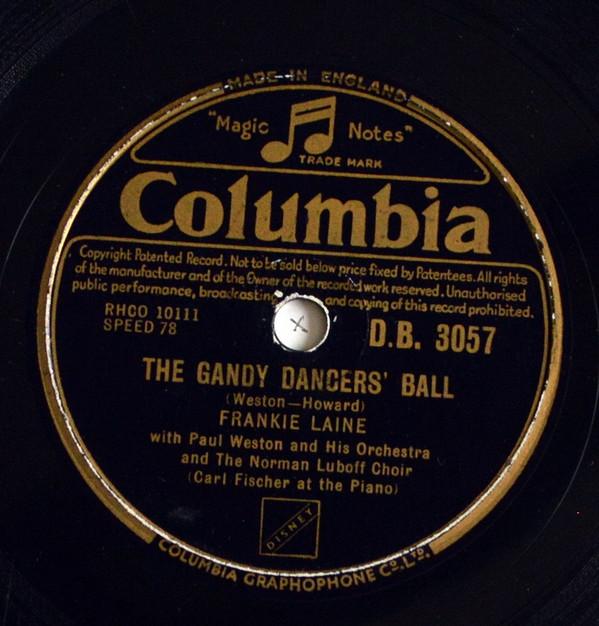 MADE IN ENGLAND
"Magic Notes"
TRADE MARK
Columbia
Copyright Patented Record. Not to be sold below price fixed by Patentees. All rights
of the manufacturer and of the Owner of the recorded work reserved. Unauthorised
public performance, broadcasting and copying of this record prohibited.
RHCO 10111
SPEED 78
D.B. 3057
THE GANDY DANCERS' BALL
(Weston—Howard)
FRANKIE LAINE
with Paul Weston and His Orchestra
and The Norman Luboff Choir
(Carl Fischer at the Piano)
DISNEY
COLUMBIA GRAPHOPHONE CO. LTD.